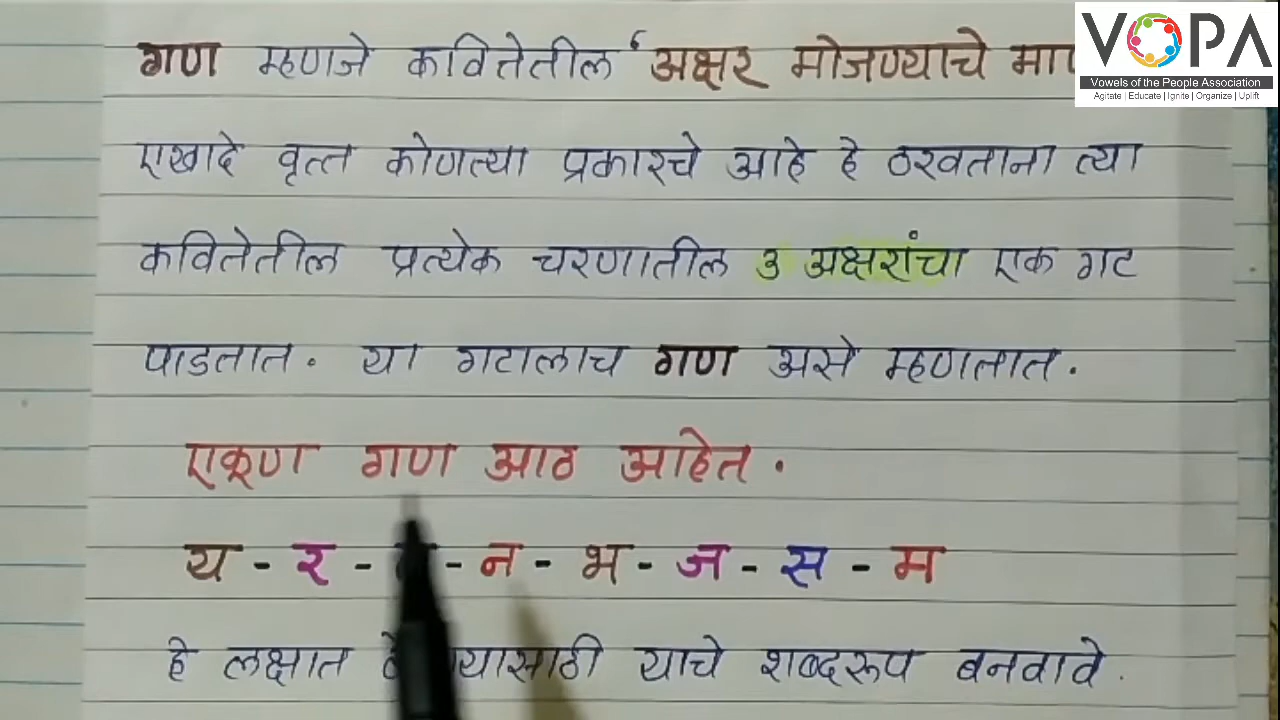 VOPA
Vowels of the People Association
Agitate | Educate | Ignite | Organize | Uplift
गण म्हणजे कवितेतील ' अक्षर मोजण्याचे
एखादे वृत्त कोणत्या प्रकारचे आहे हे ठरवताना त्या
कवितेतील प्रत्येक चरणातील 3 अक्षरांचा एक गट
पाडतात. या गटालाच गण असे म्हणतात.
एकूण गण आठ आहेत.
य - र - - न - भ - ज - स - म
हे लक्षात याचे शब्दरूप बनवावे.